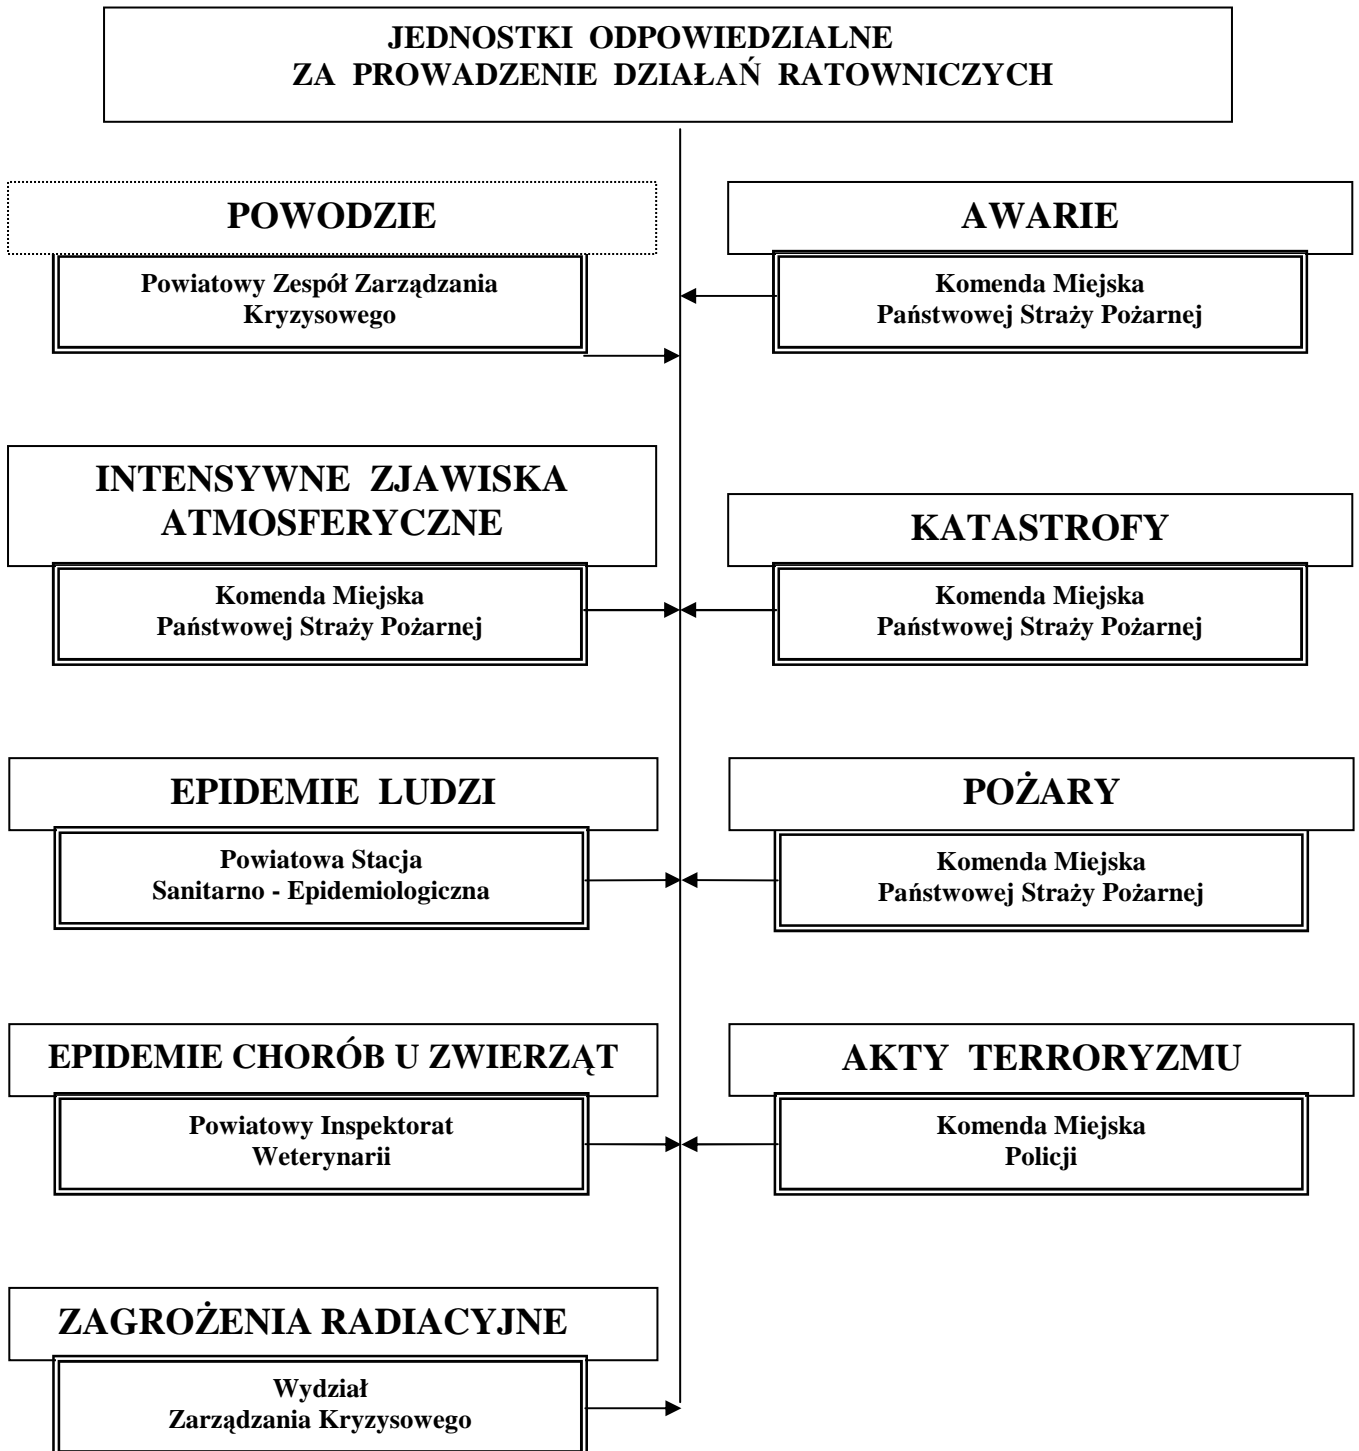 JEDNOSTKI ODPOWIEDZIALNE
ZA PROWADZENIE DZIAŁAŃ RATOWNICZYCH
POWODZIE
Powiatowy Zespół Zarządzania
Kryzysowego
AWARIE
Komenda Miejska
Państwowej Straży Pożarnej
INTENSYWNE ZJAWISKA
ATMOSFERYCZNE
Komenda Miejska
Państwowej Straży Pożarnej
KATASTROFY
Komenda Miejska
Państwowej Straży Pożarnej
EPIDEMIE LUDZI
Powiatowa Stacja
Sanitarno - Epidemiologiczna
POŻARY
Komenda Miejska
Państwowej Straży Pożarnej
EPIDEMIE CHORÓB U ZWIERZĄT
Powiatowy Inspektorat
Weterynarii
AKTY TERRORYZMU
Komenda Miejska
Policji
ZAGROŻENIA RADIACYJNE
Wydział
Zarządzania Kryzysowego